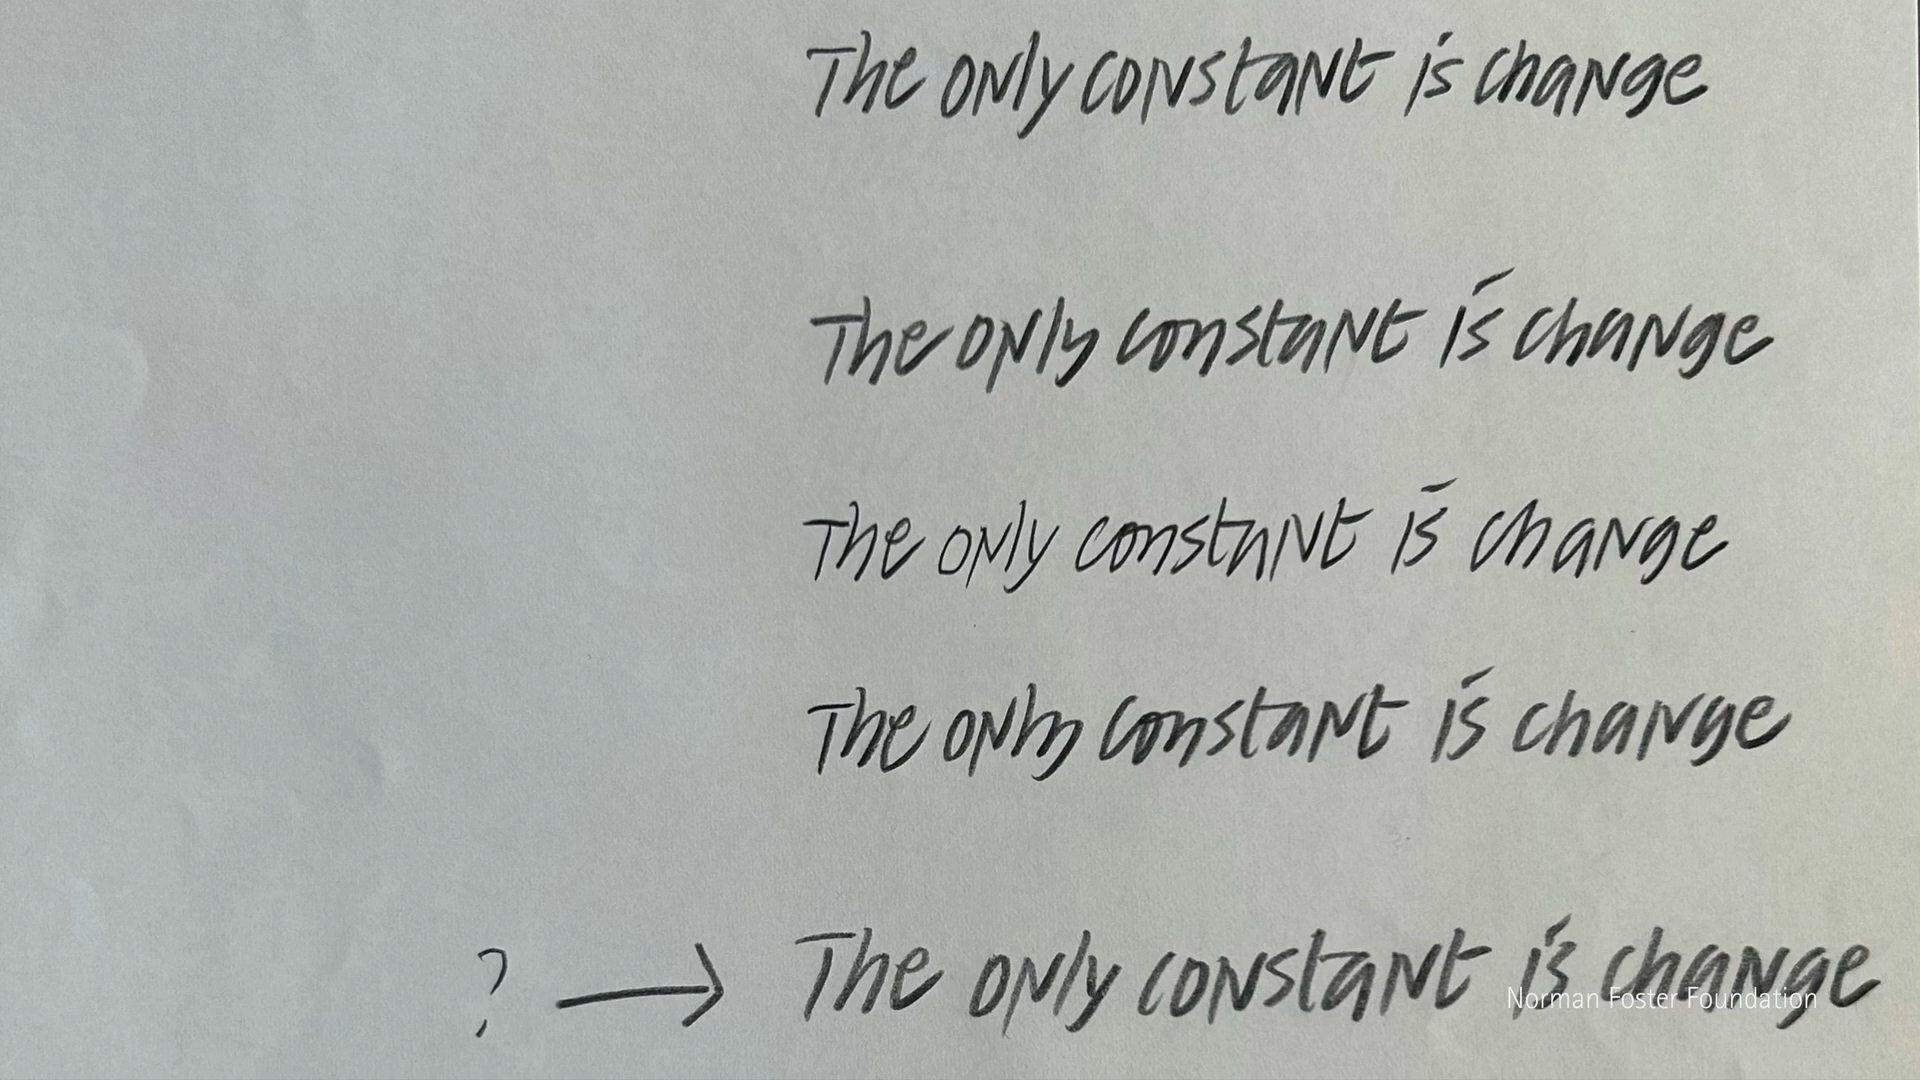 The only constant is change
The only constant is change
The only constant is change
The only constant is change
? → The only constant is change
Norman Foster Foundation